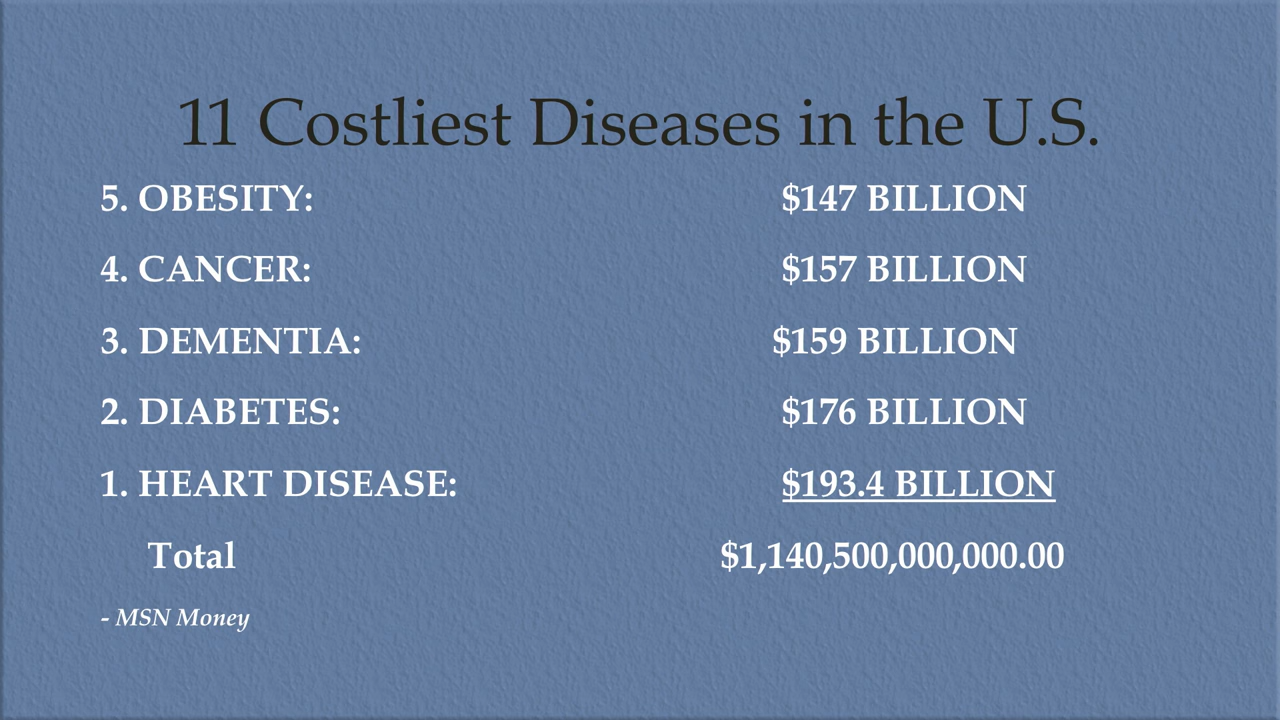 11 Costliest Diseases in the U.S.
5. OBESITY: $147 BILLION
4. CANCER: $157 BILLION
3. DEMENTIA: $159 BILLION
2. DIABETES: $176 BILLION
1. HEART DISEASE: $193.4 BILLION
Total $1,140,500,000,000.00
- MSN Money